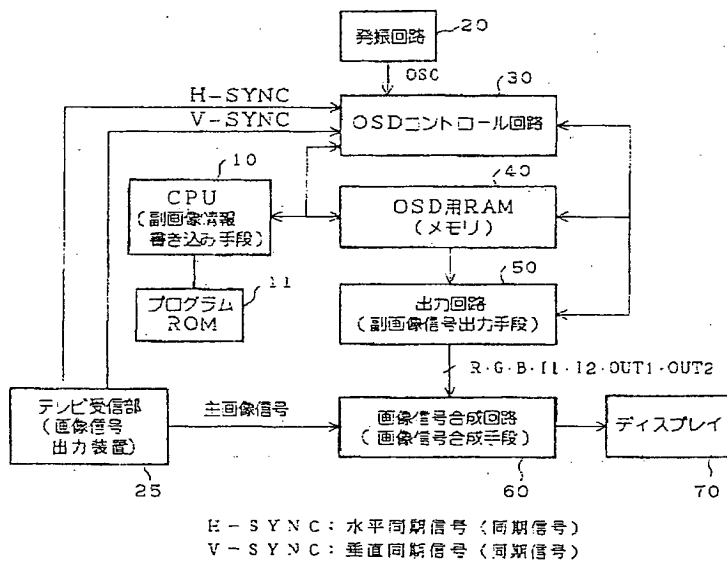 20
発振回路
OSC
30
H-SYNC
V-SYNC
OSDコントロール回路
10
40
CPU
(副画像情報
書き込み手段)
OSD用RAM
(メモリ)
11
50
プログラム
ROM
出力回路
(副画像信号出力手段)
R·G·B·I1·I2·OUT1·OUT2
テレビ受信部
(画像信号
出力装置)
主画像信号
画像信号合成回路
(画像信号合成手段)
ディスプレイ
25
60
70
H-SYNC:水平同期信号(同期信号)
V-SYNC:垂直同期信号(同期信号)